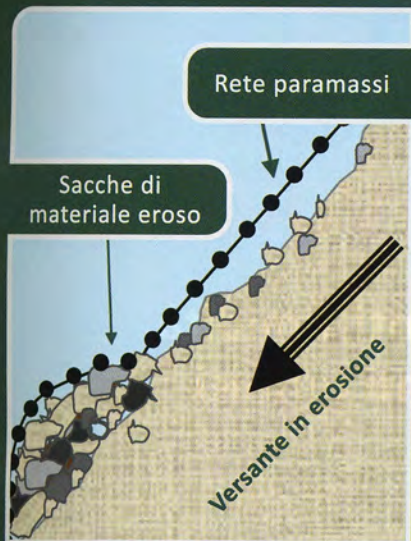 Rete paramassi
Sacche di
materiale eroso
Versante in erosione